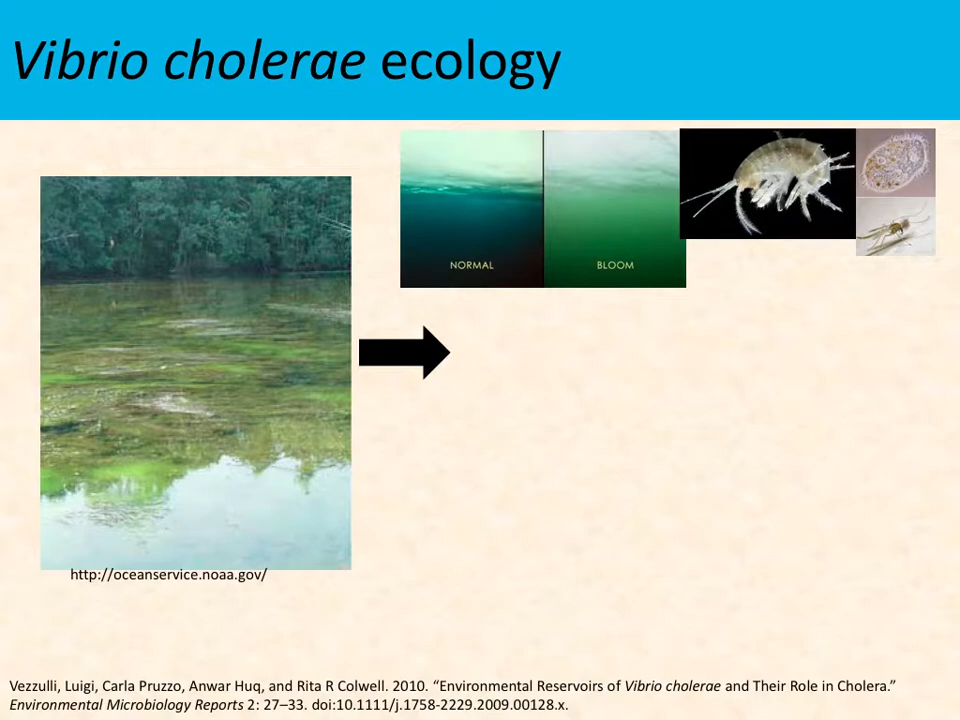 Vibrio cholerae ecology
NORMAL
BLOOM
http://oceanservice.noaa.gov/
Vezzulli, Luigi, Carla Pruzzo, Anwar Huq, and Rita R Colwell. 2010. “Environmental Reservoirs of Vibrio cholerae and Their Role in Cholera.”
Environmental Microbiology Reports 2: 27–33. doi:10.1111/j.1758-2229.2009.00128.x.